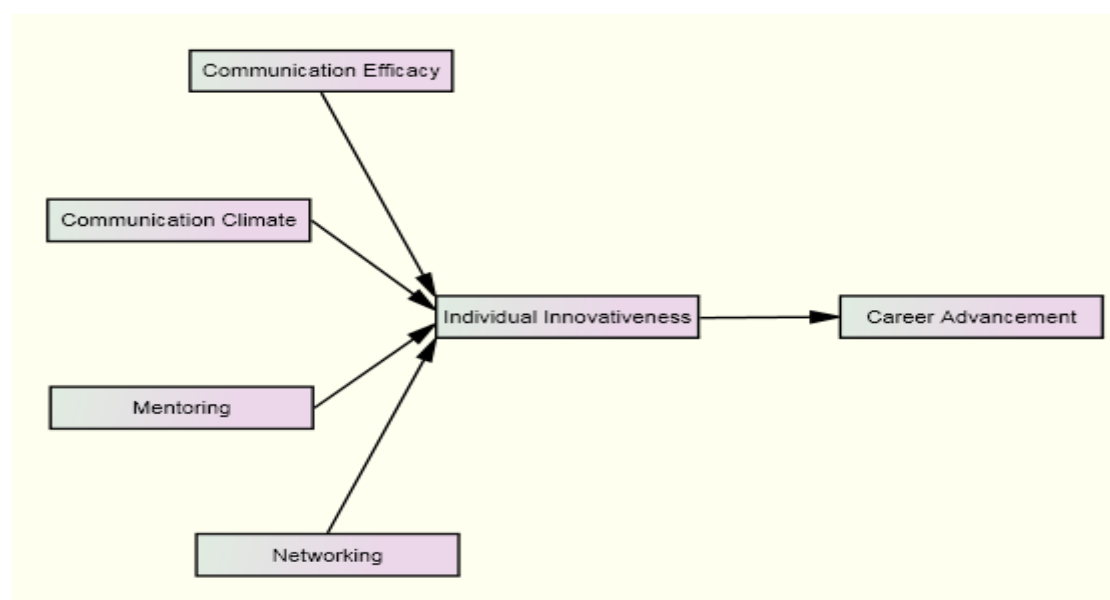 Communication Efficacy
Communication Climate
Individual Innovativeness
Career Advancement
Mentoring
Networking